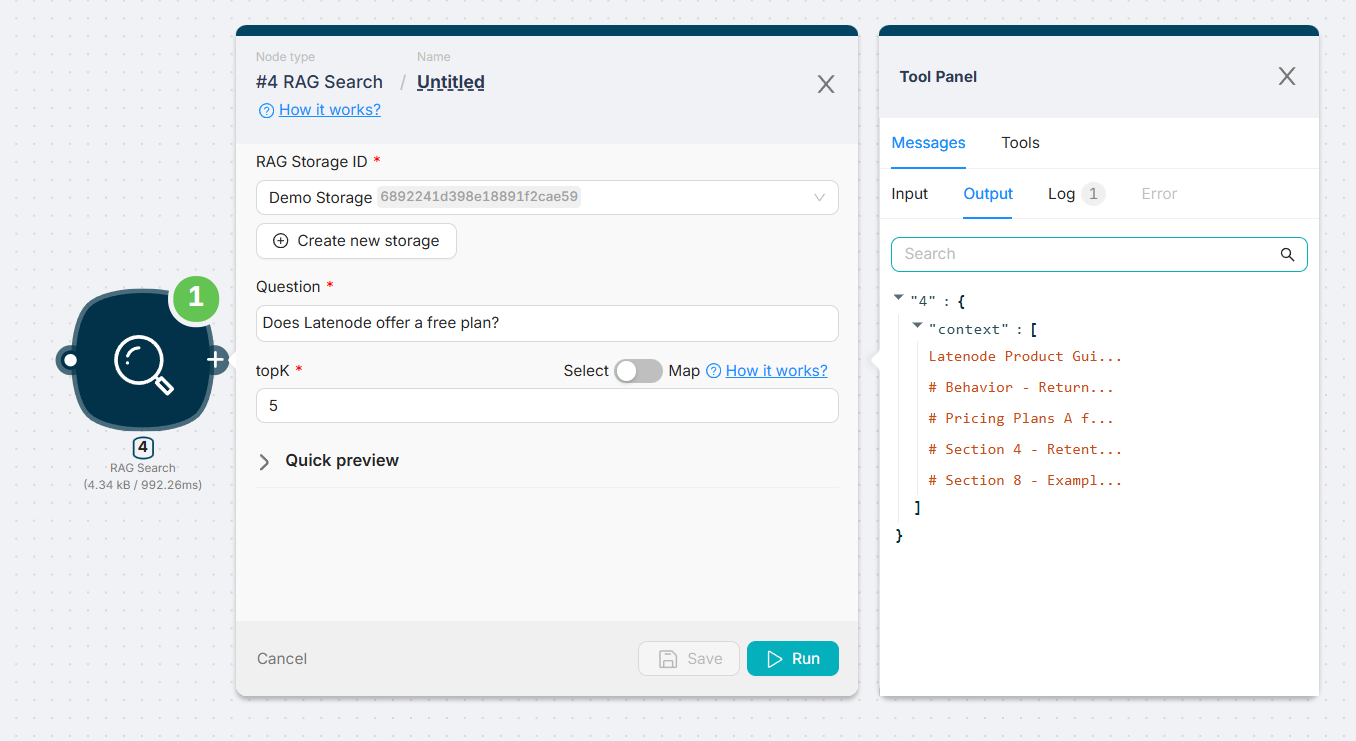 1
4
RAG Search
(4.34 kB / 992.26ms)
Node type Name
#4 RAG Search / Untitled
How it works?
RAG Storage ID *
Demo Storage 6892241d398e18891f2cae59
Create new storage
Question *
Does Latenode offer a free plan?
topK * Select Map How it works?
5
Quick preview
Cancel Save Run
Tool Panel
Messages Tools
Input Output Log 1 Error
Search
"4" : {
"context" : [
Latenode Product Gui...
# Behavior - Return...
# Pricing Plans A f...
# Section 4 - Retent...
# Section 8 - Exampl...
]
}